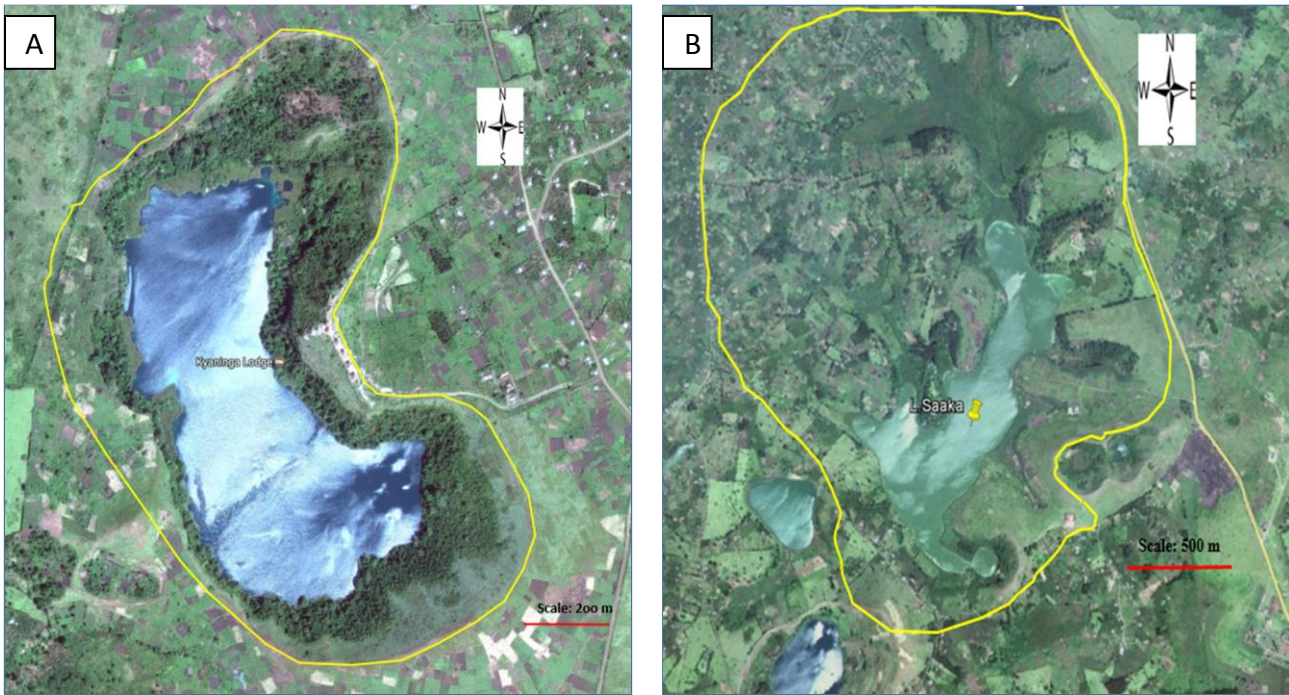 A
N
W E
S
Kyaninga Lodge
Scale: 2oo m
B
N
W E
S
L Saaka
Scale: 500 m